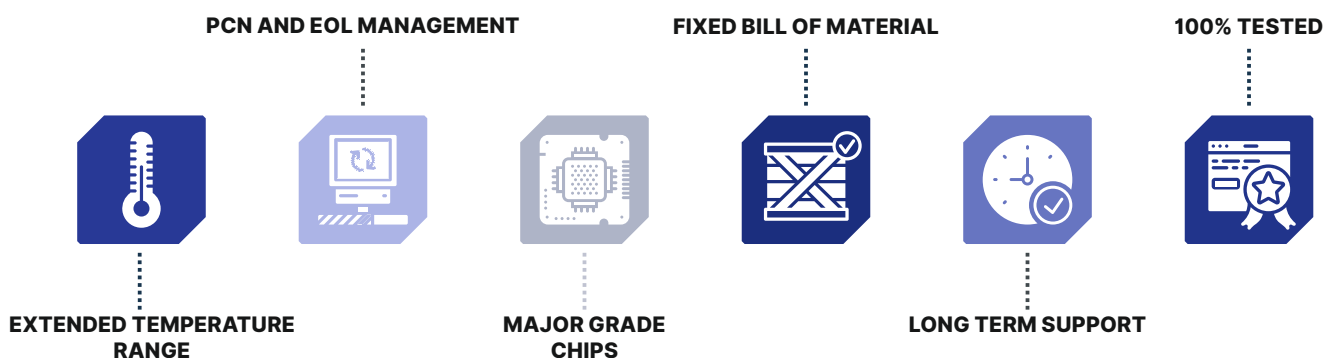 PCN AND EOL MANAGEMENT
FIXED BILL OF MATERIAL
100% TESTED
EXTENDED TEMPERATURE
RANGE
MAJOR GRADE
CHIPS
LONG TERM SUPPORT